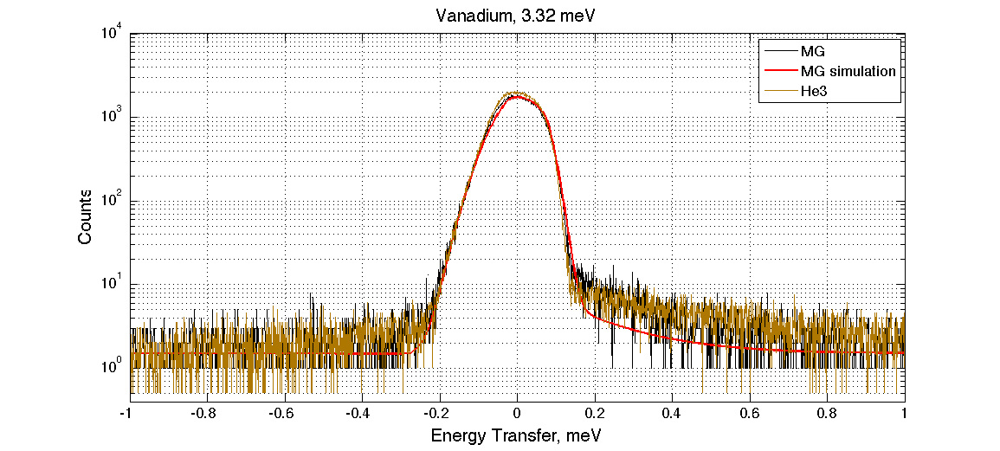 Vanadium, 3.32 meV
10^4
10^3
10^2
10^1
10^0
Counts
MG
MG simulation
He3
-1 -0.8 -0.6 -0.4 -0.2 0 0.2 0.4 0.6 0.8 1
Energy Transfer, meV